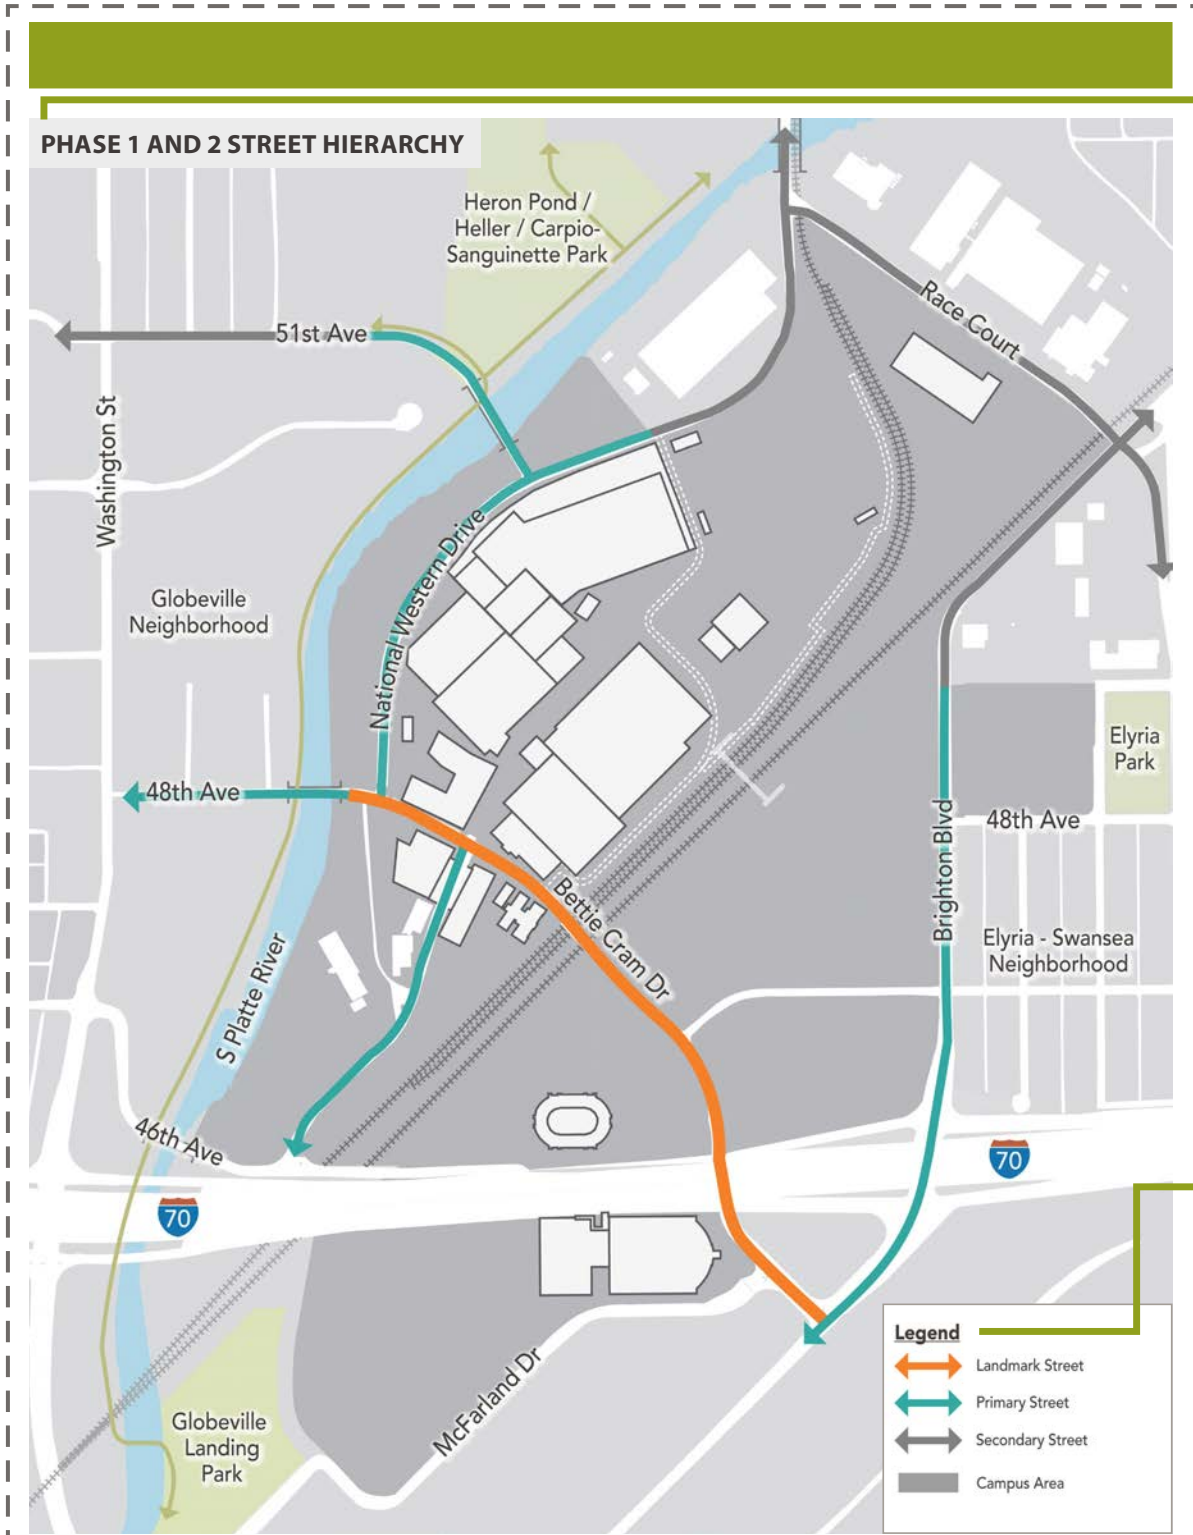 PHASE 1 AND 2 STREET HIERARCHY
Heron Pond /
Heller / Carpio-
Sanguinette Park
Race Court
51st Ave
Washington St
National Western Drive
Globeville
Neighborhood
Elyria
Park
48th Ave
48th Ave
Brighton Blvd
Bettie Cram Dr
Elyria - Swansea
Neighborhood
S Platte River
46th Ave
70
70
McFarland Dr
Globeville
Landing
Park
Legend
Landmark Street
Primary Street
Secondary Street
Campus Area